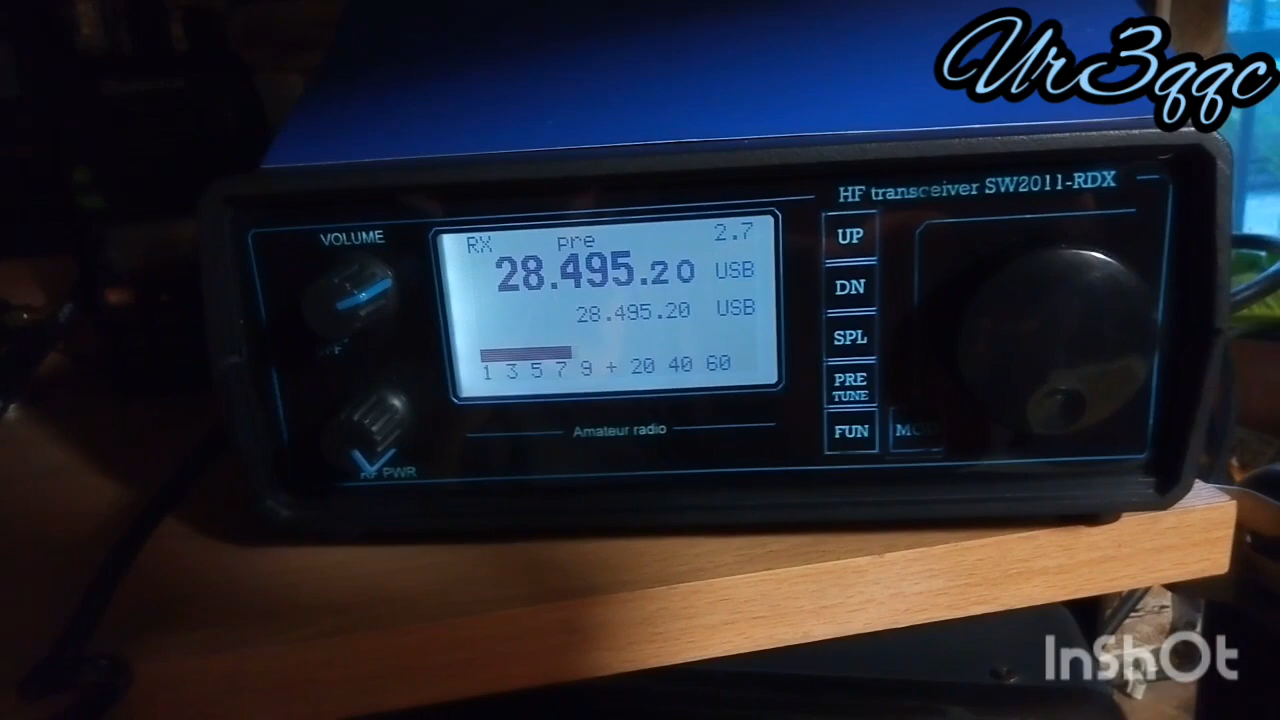 Ur3qqc
HF transceiver SW2011-RDX
VOLUME
RX pre 2.7
28.495.20 USB
28.495.20 USB
1 3 5 7 9 + 20 40 60
Amateur radio
RF PWR
UP
DN
SPL
PRE
TUNE
FUN
InShOt